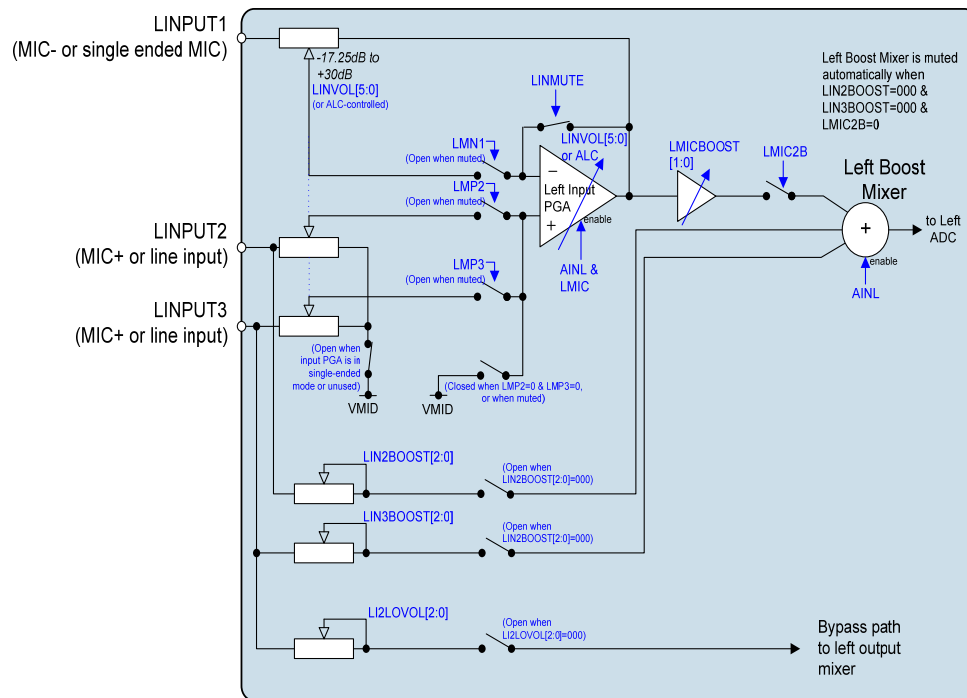 LINPUT1
(MIC- or single ended MIC)
-17.25dB to
+30dB
LINVOL[5:0]
(or ALC-controlled)
Left Boost Mixer is muted
automatically when
LIN2BOOST=000 &
LIN3BOOST=000 &
LMIC2B=0
LINMUTE
LMN1
(Open when muted)
LINVOL[5:0]
or ALC
LMICBOOST
[1:0]
LMIC2B
Left Boost
Mixer
LMP2
(Open when muted)
−
Left Input
PGA
+
enable
LINPUT2
(MIC+ or line input)
+
enable
to Left
ADC
LMP3
(Open when muted)
AINL &
LMIC
AINL
LINPUT3
(MIC+ or line input)
(Open when
input PGA is in
single-ended
mode or unused)
VMID
VMID
(Closed when LMP2=0 & LMP3=0,
or when muted)
LIN2BOOST[2:0]
(Open when
LIN2BOOST[2:0]=000)
LIN3BOOST[2:0]
(Open when
LIN2BOOST[2:0]=000)
LI2LOVOL[2:0]
(Open when
LI2LOVOL[2:0]=000)
Bypass path
to left output
mixer